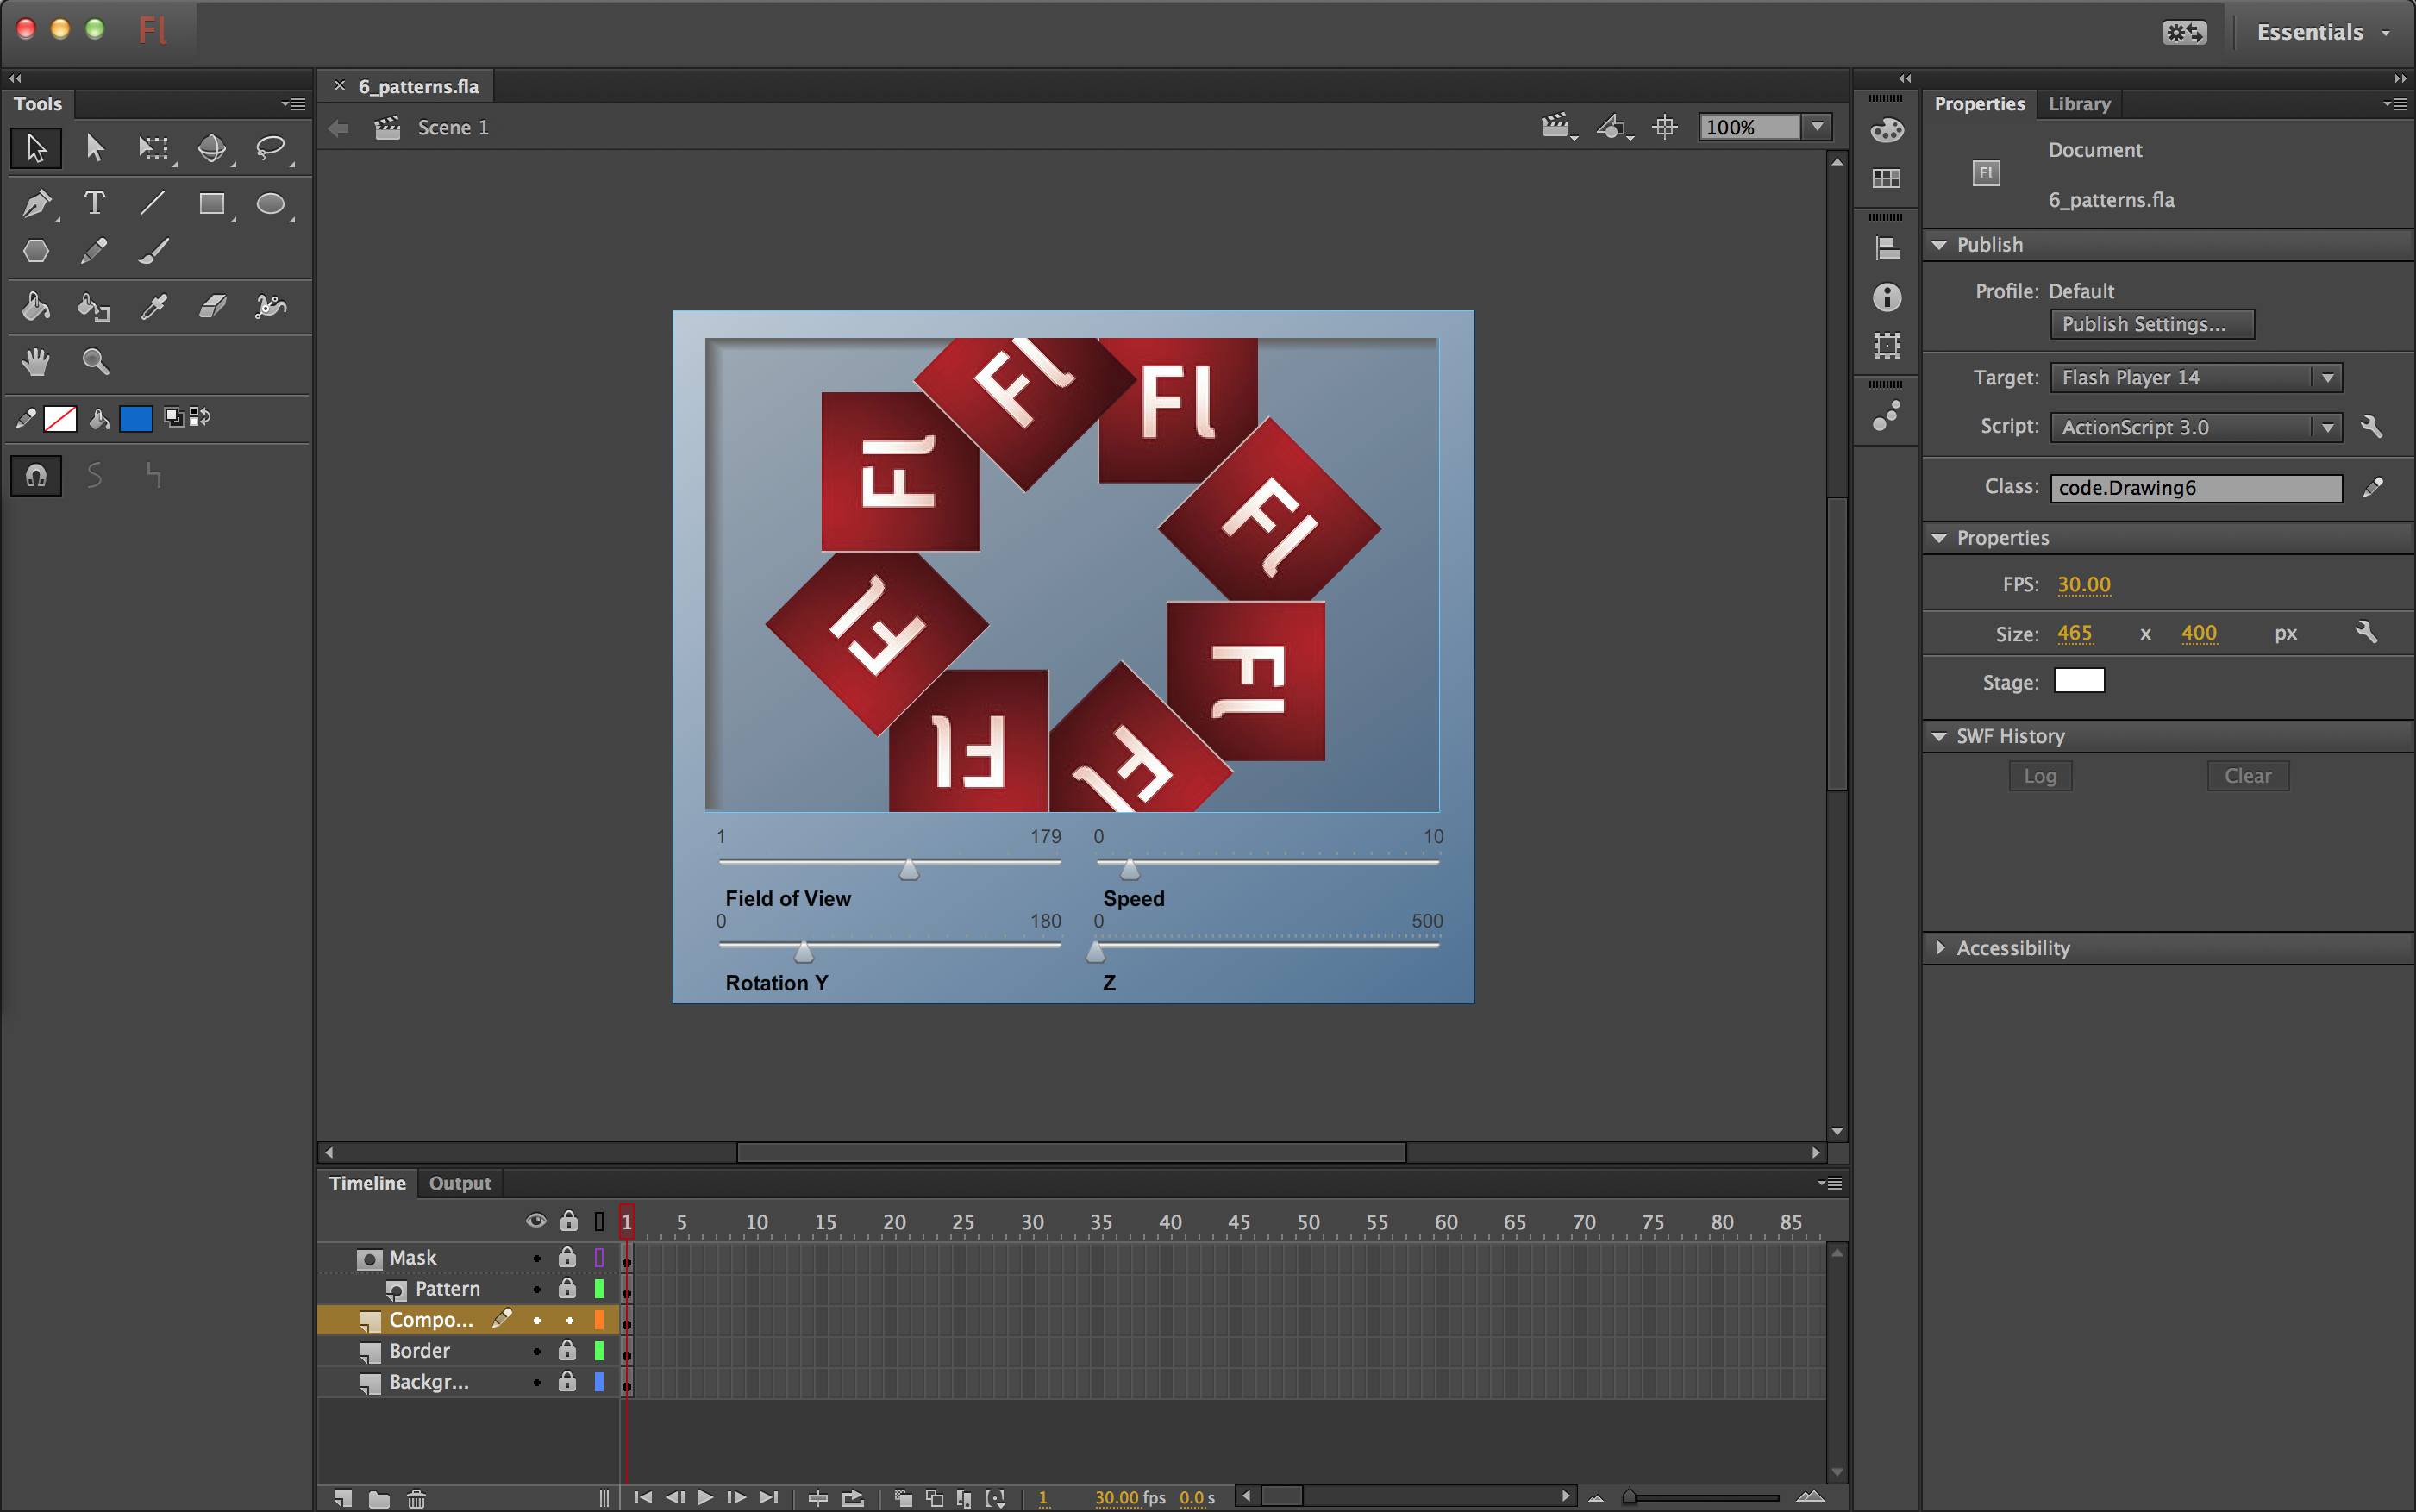 Fl
Essentials
Tools
6_patterns.fla
Properties
Library
Scene 1
100%
Document
Fl
6_patterns.fla
Publish
Profile: Default
Publish Settings...
Target: Flash Player 14
Script: ActionScript 3.0
Class: code.Drawing6
Properties
FPS: 30.00
Size: 465 x 400 px
Stage:
SWF History
Log
Clear
Accessibility
Fl
Fl
Fl
Fl
Fl
Fl
Fl
Fl
1 179
0 10
Field of View
Speed
0 180
0 500
Rotation Y
Z
Timeline
Output
1 5 10 15 20 25 30 35 40 45 50 55 60 65 70 75 80 85
Mask
Pattern
Compo...
Border
Backgr...
1 30.00 fps 0.0 s